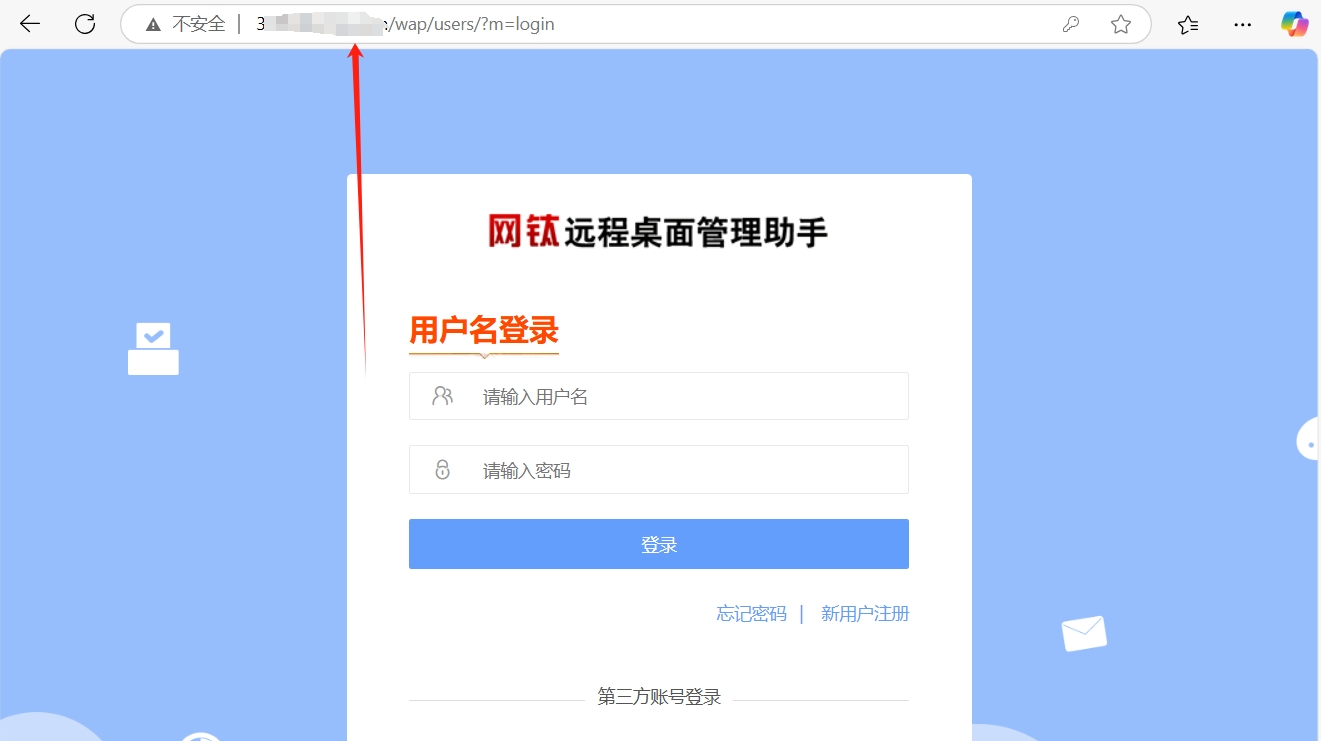 不安全 | 3 /wap/users/?m=login
网钛远程桌面管理助手
用户名登录
请输入用户名
请输入密码
登录
忘记密码 | 新用户注册
第三方账号登录